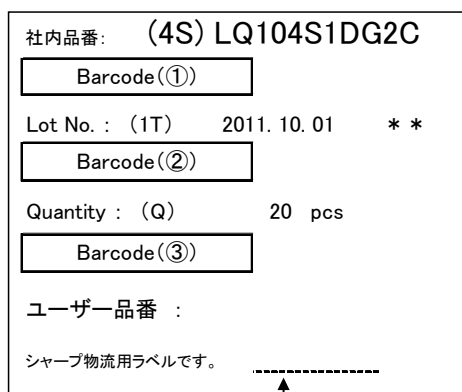 社内品番: (4S) LQ104S1DG2C
Barcode(①)
Lot No. : (1T) 2011. 10. 01 * *
Barcode(②)
Quantity : (Q) 20 pcs
Barcode(③)
ユーザー品番 :
シャープ物流用ラベルです。